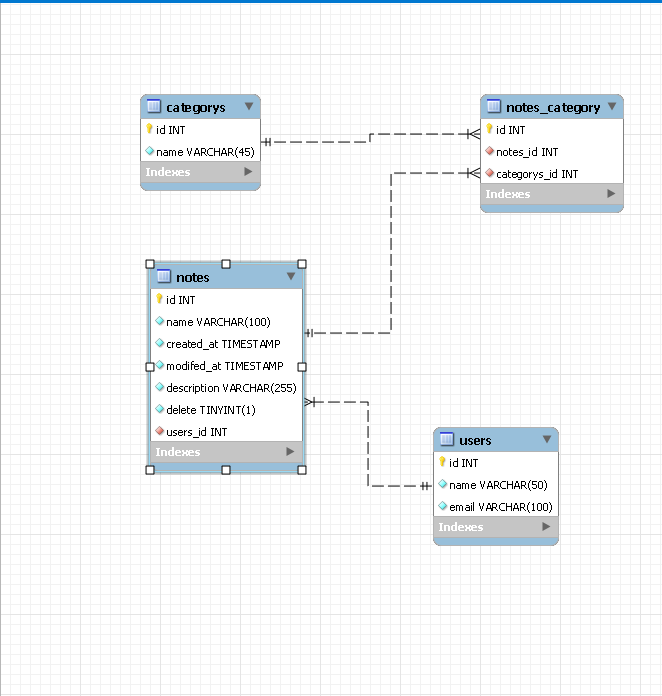 categorys
id INT
name VARCHAR(45)
Indexes
notes_category
id INT
notes_id INT
categorys_id INT
Indexes
notes
id INT
name VARCHAR(100)
created_at TIMESTAMP
modifed_at TIMESTAMP
description VARCHAR(255)
delete TINYINT(1)
users_id INT
Indexes
users
id INT
name VARCHAR(50)
email VARCHAR(100)
Indexes